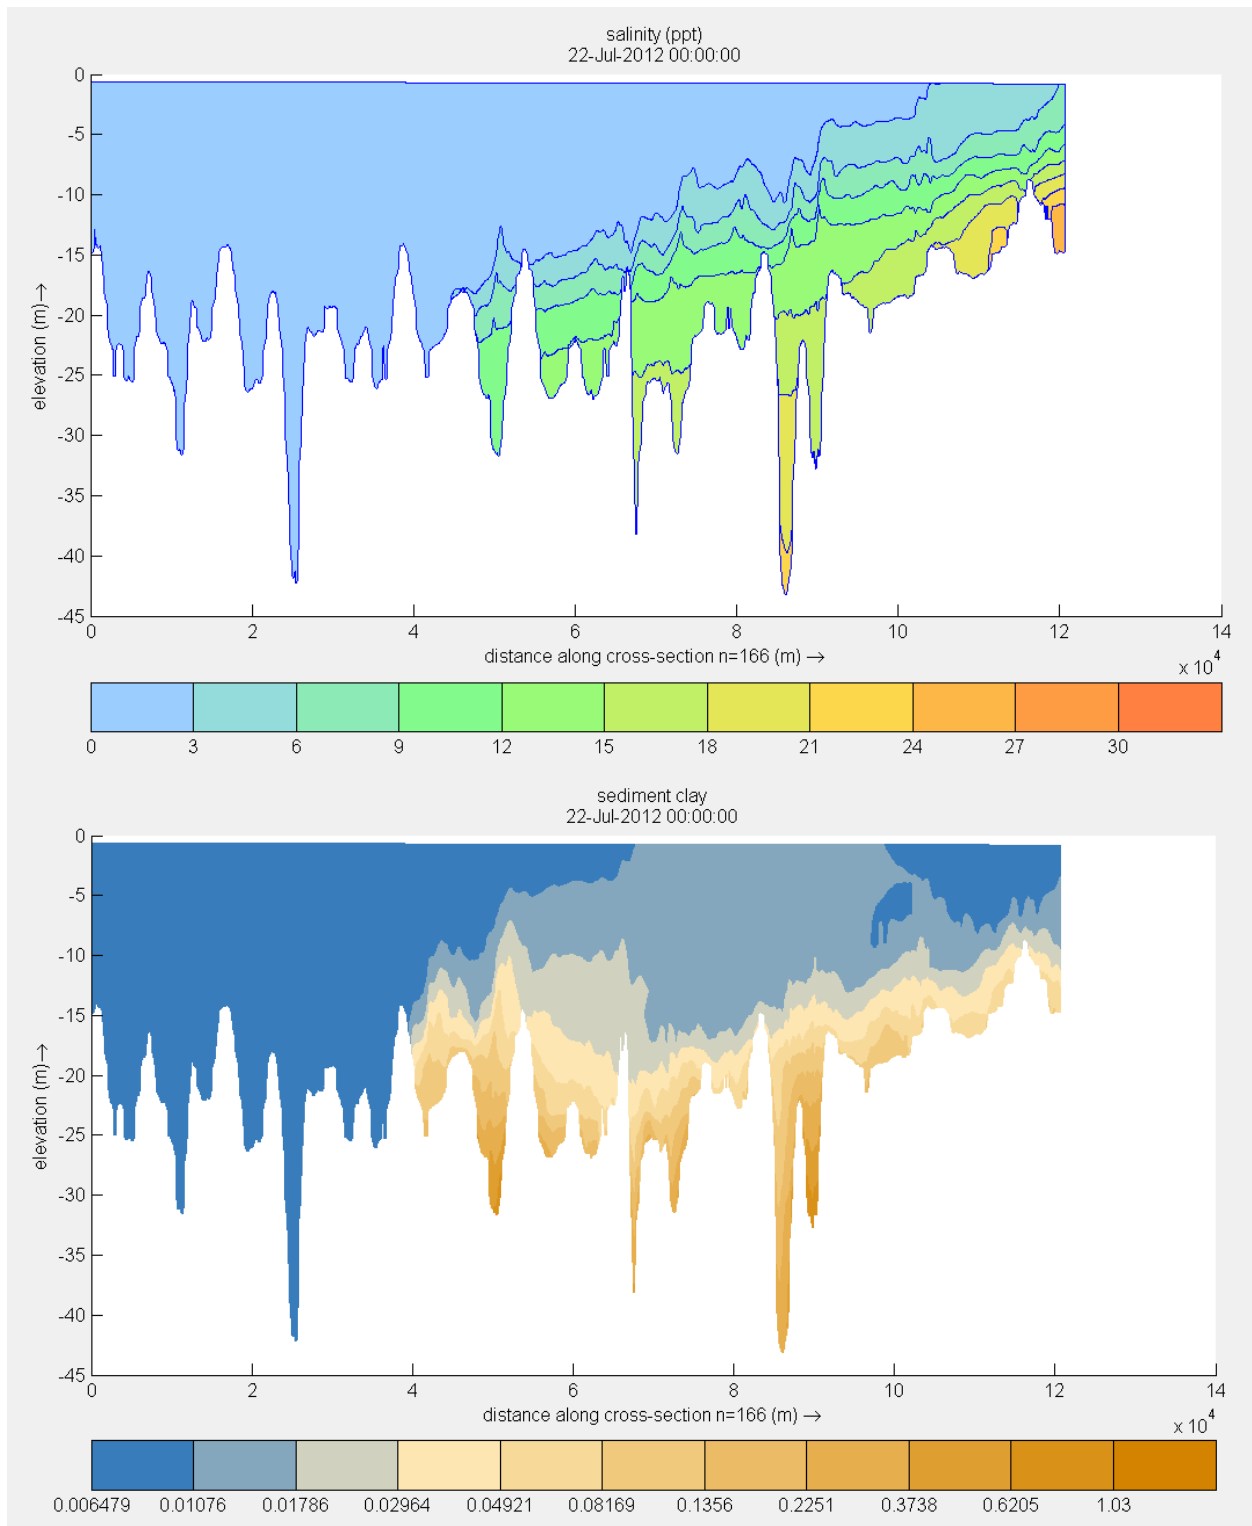 salinity (ppt)
22-Jul-2012 00:00:00
0
-5
-10
-15
-20
-25
-30
-35
-40
-45
elevation (m)→
0 2 4 6 8 10 12 14
distance along cross-section n=166 (m) →
x 10^4
0 3 6 9 12 15 18 21 24 27 30
sediment clay
22-Jul-2012 00:00:00
0
-5
-10
-15
-20
-25
-30
-35
-40
-45
elevation (m)→
0 2 4 6 8 10 12 14
distance along cross-section n=166 (m) →
x 10^4
0.006479 0.01076 0.01786 0.02964 0.04921 0.08169 0.1356 0.2251 0.3738 0.6205 1.03